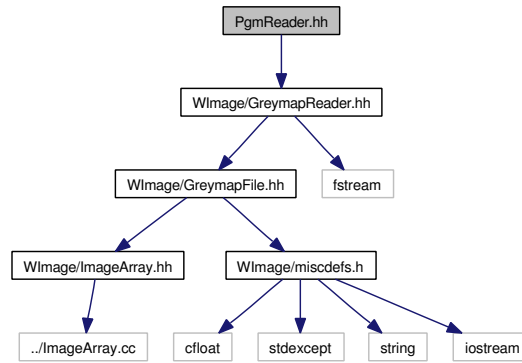 PgmReader.hh
WImage/GreymapReader.hh
WImage/GreymapFile.hh
fstream
WImage/ImageArray.hh
WImage/miscdefs.h
../ImageArray.cc
cfloat
stdexcept
string
iostream